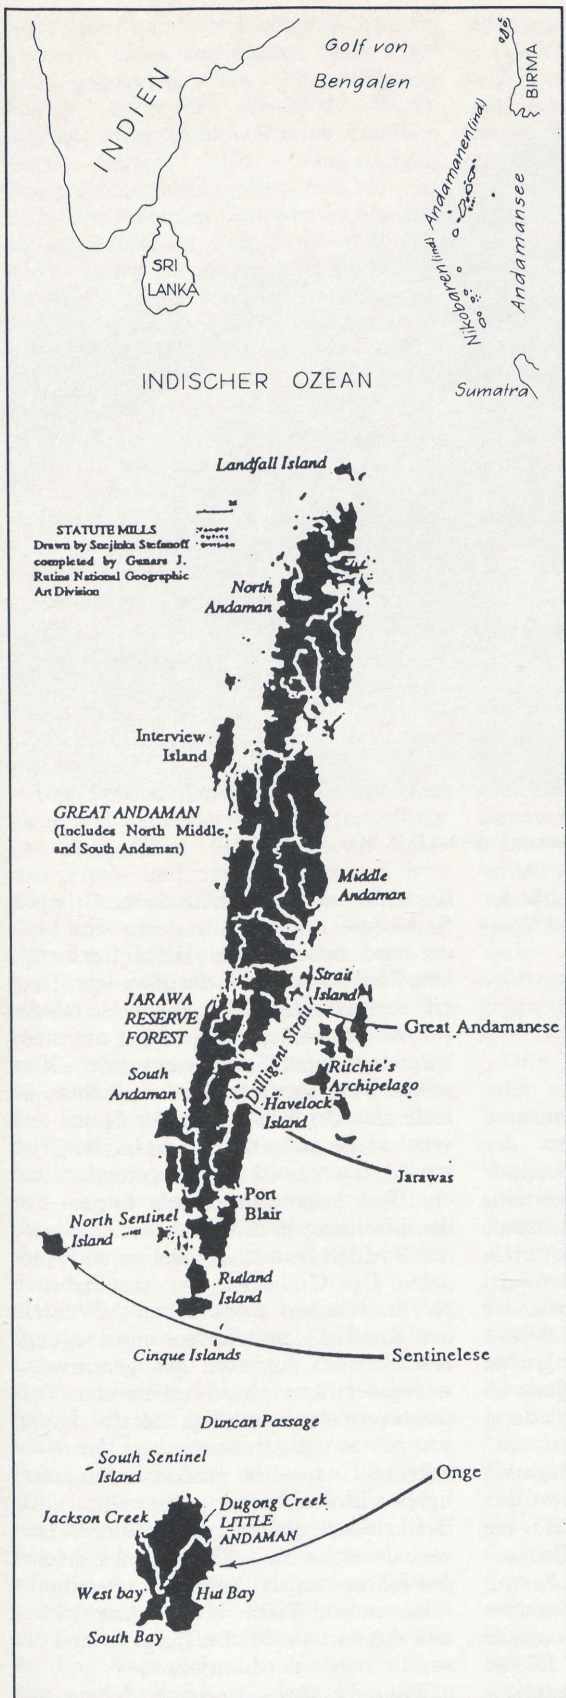 Golf von
Bengalen
INDIEN
BIRMA
Andamanen(ind)
Andamansee
Nikobaren(ind)
SRI
LANKA
INDISCHER OZEAN
Sumatra
Landfall Island
STATUTE MILLS
Drawn by Snejinka Stefanoff
completed by Gunars J.
Rutins National Geographic
Art Division
North
Andaman
Interview
Island
GREAT ANDAMAN
(Includes North Middle,
and South Andaman)
Middle
Andaman
Strait
Island
JARAWA
RESERVE
FOREST
Dilligent Strait
Great Andamanese
South
Andaman
Ritchie's
Archipelago
Havelock
Island
Jarawas
Port
Blair
North Sentinel
Island
Rutland
Island
Cinque Islands
Sentinelese
Duncan Passage
South Sentinel
Island
Onge
Jackson Creek
Dugong Creek
LITTLE
ANDAMAN
West bay
Hut Bay
South Bay